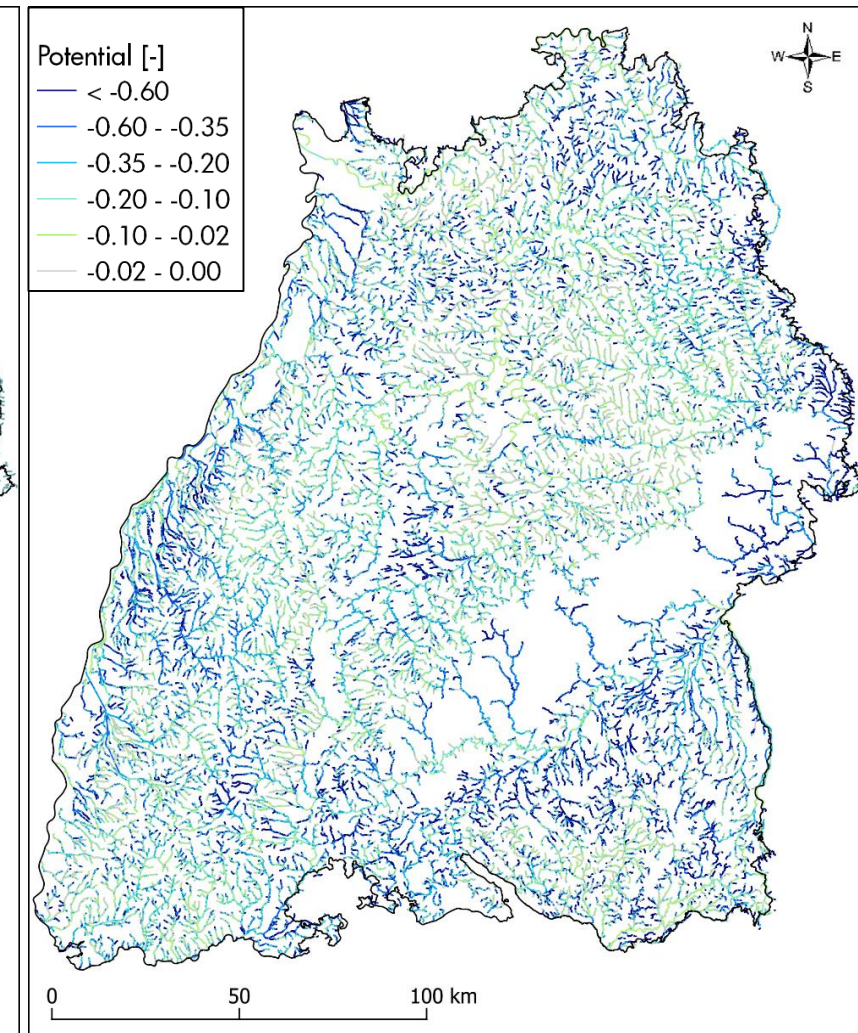 Potential [-]
< -0.60
-0.60 - -0.35
-0.35 - -0.20
-0.20 - -0.10
-0.10 - -0.02
-0.02 - 0.00
N
W E
S
0 50 100 km